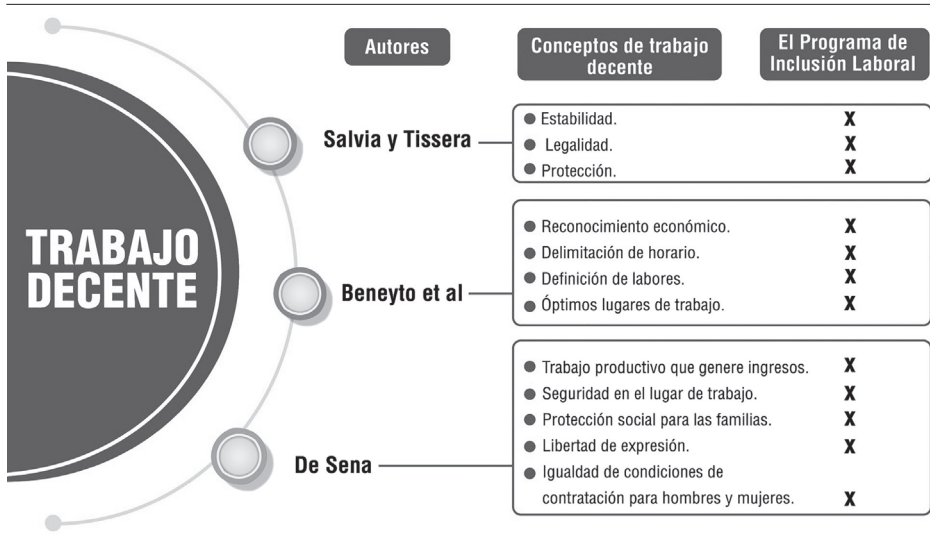 Autores
Conceptos de trabajo
decente
El Programa de
Inclusión Laboral
TRABAJO
DECENTE
Salvia y Tissera
Estabilidad. X
Legalidad. X
Protección. X
Beneyto et al
Reconocimiento económico. X
Delimitación de horario. X
Definición de labores. X
Óptimos lugares de trabajo. X
De Sena
Trabajo productivo que genere ingresos. X
Seguridad en el lugar de trabajo. X
Protección social para las familias. X
Libertad de expresión. X
Igualdad de condiciones de
contratación para hombres y mujeres. X